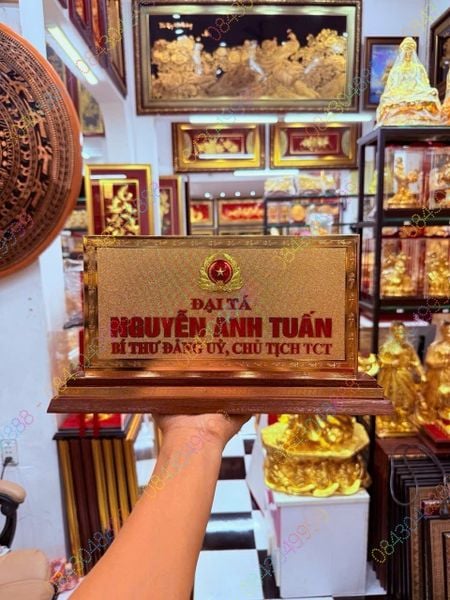 ĐẠI TÁ
NGUYỄN ANH TUẤN
BÍ THƯ ĐẢNG UỶ, CHỦ TỊCH TCT